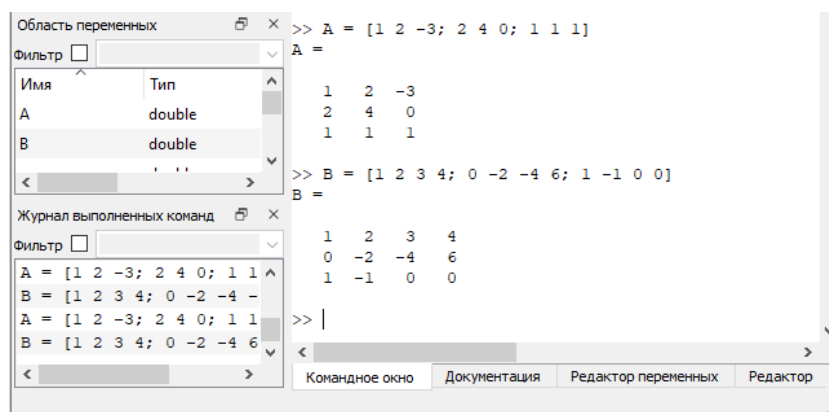 Область переменных
Фильтр
Имя Тип
A double
B double
Журнал выполненных команд
Фильтр
A = [1 2 -3; 2 4 0; 1 1
B = [1 2 3 4; 0 -2 -4 -
A = [1 2 -3; 2 4 0; 1 1
B = [1 2 3 4; 0 -2 -4 6
>> A = [1 2 -3; 2 4 0; 1 1 1]
A =
1 2 -3
2 4 0
1 1 1
>> B = [1 2 3 4; 0 -2 -4 6; 1 -1 0 0]
B =
1 2 3 4
0 -2 -4 6
1 -1 0 0
>>
Командное окно Документация Редактор переменных Редактор